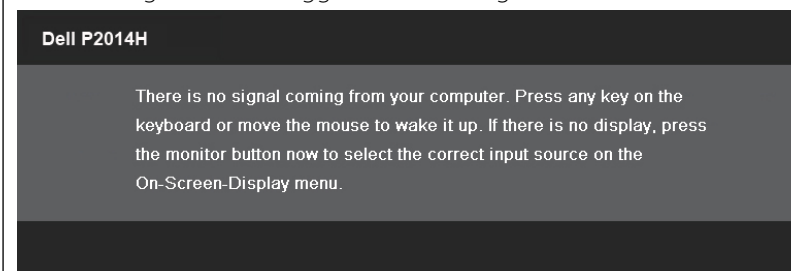 Dell P2014H
There is no signal coming from your computer. Press any key on the
keyboard or move the mouse to wake it up. If there is no display, press
the monitor button now to select the correct input source on the
On-Screen-Display menu.